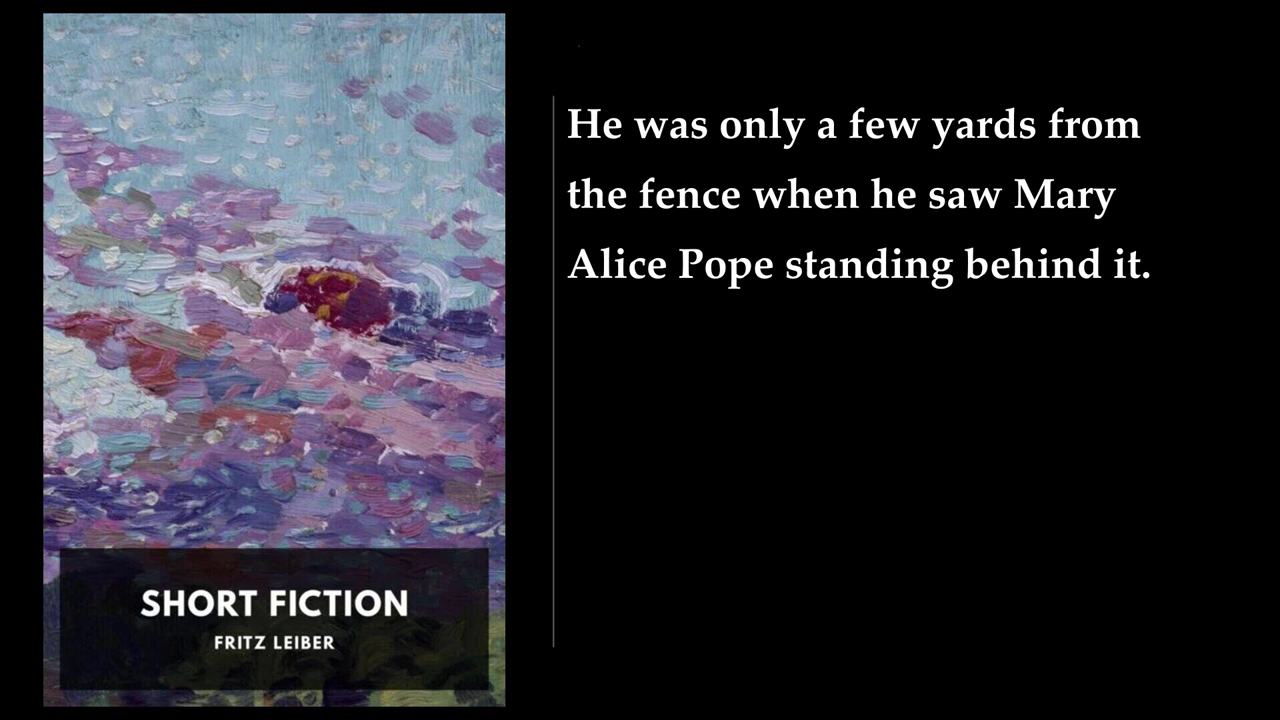 SHORT FICTION
FRITZ LEIBER
He was only a few yards from
the fence when he saw Mary
Alice Pope standing behind it.